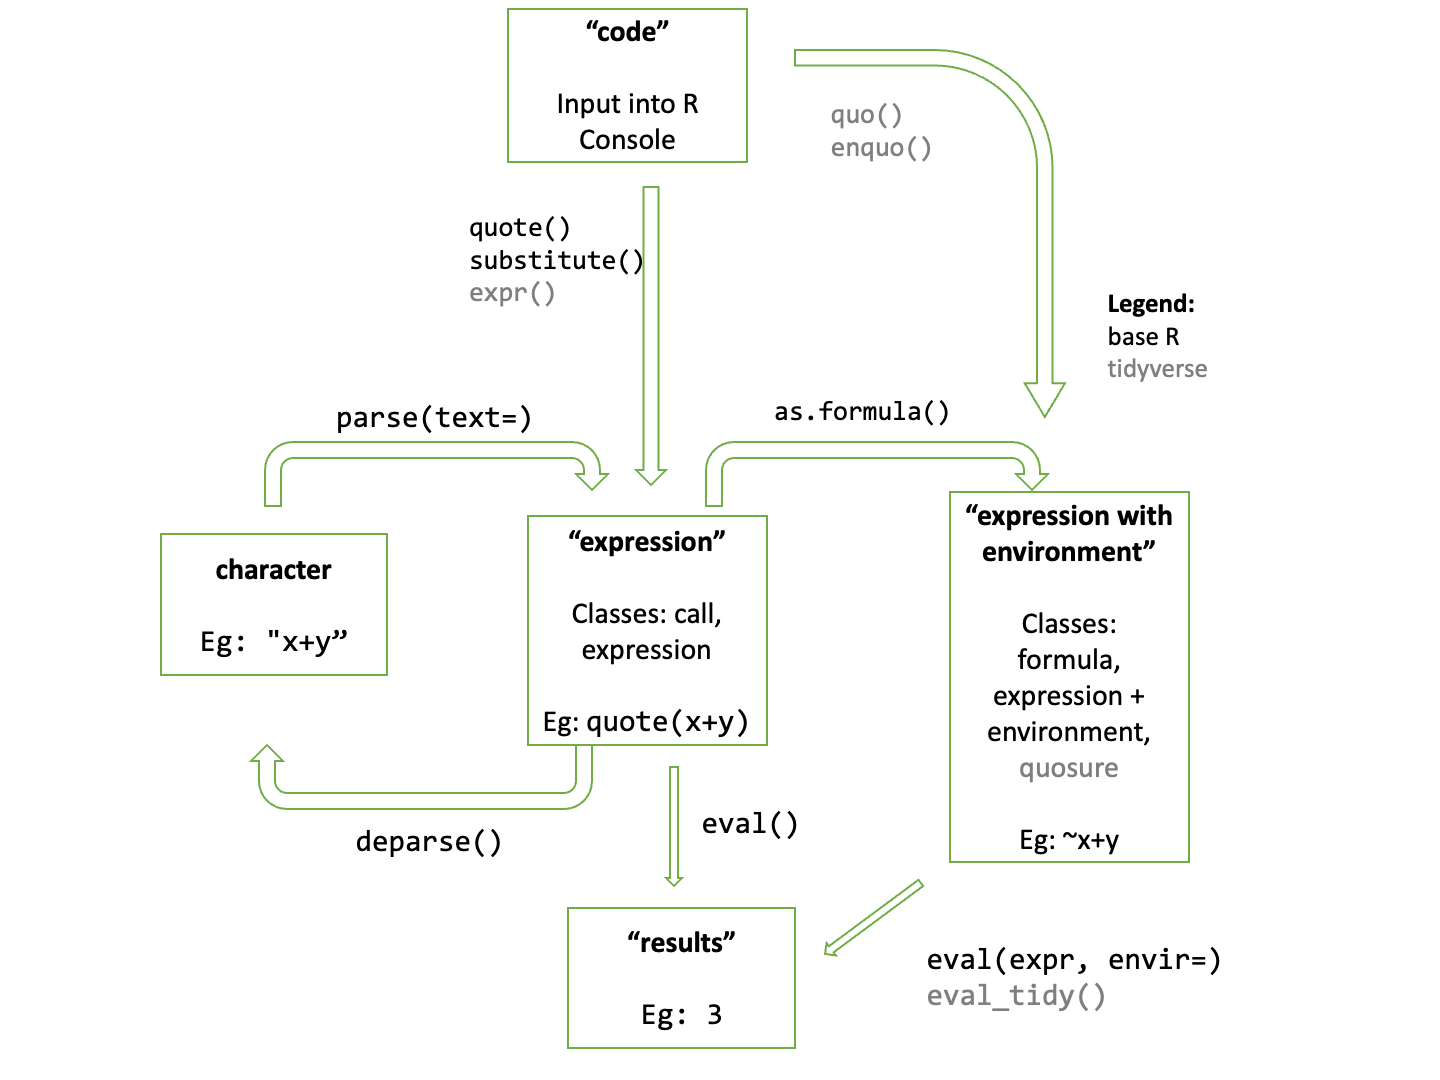 “code”
Input into R
Console
quo()
enquo()
quote()
substitute()
expr()
Legend:
base R
tidyverse
parse(text=)
as.formula()
character
Eg: "x+y”
“expression”
Classes: call,
expression
Eg: quote(x+y)
“expression with
environment”
Classes:
formula,
expression +
environment,
quosure
Eg: ~x+y
deparse()
eval()
“results”
Eg: 3
eval(expr, envir=)
eval_tidy()